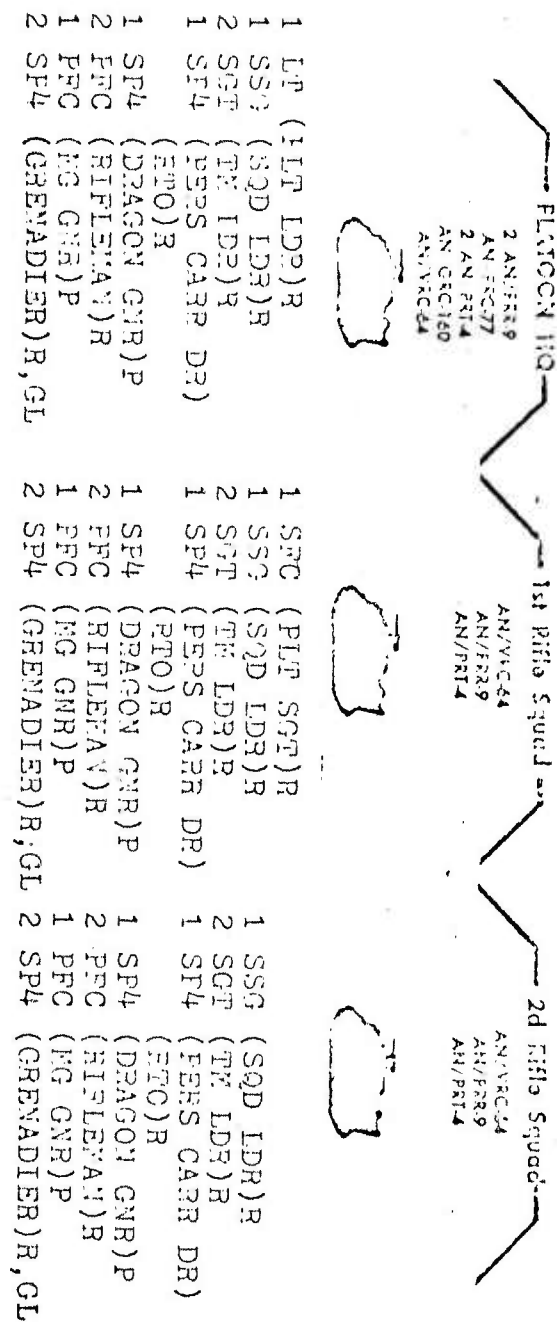 PLATOON HQ
2 AN/PRR-9
AN/PRC-77
2 AN/PRT-4
AN/GRC-160
AN/VRC-64
1 LT (PLT LDR)R
1 SSG (SQD LDR)R
2 SGT (TM LDR)R
1 SP4 (PERS CARR DR)
(RTO)R
1 SP4 (DRAGON GNR)P
2 PFC (RIFLEMAN)R
1 PFC (MG GNR)P
2 SP4 (GRENADIER)R,GL
1st Rifle Squad
AN/VRC-64
AN/PRR-9
AN/PRT-4
1 SFC (PLT SGT)R
1 SSG (SQD LDR)R
2 SGT (TM LDR)R
1 SP4 (PERS CARR DR)
(RTO)R
1 SP4 (DRAGON GNR)P
2 PFC (RIFLEMAN)R
1 PFC (MG GNR)P
2 SP4 (GRENADIER)R,GL
2d Rifle Squad
AN/VRC-64
AN/PRR-9
AN/PRT-4
1 SSG (SQD LDR)R
2 SGT (TM LDR)R
1 SP4 (PERS CARR DR)
(RTO)R
1 SP4 (DRAGON GNR)P
2 PFC (RIFLEMAN)R
1 PFC (MG GNR)P
2 SP4 (GRENADIER)R,GL